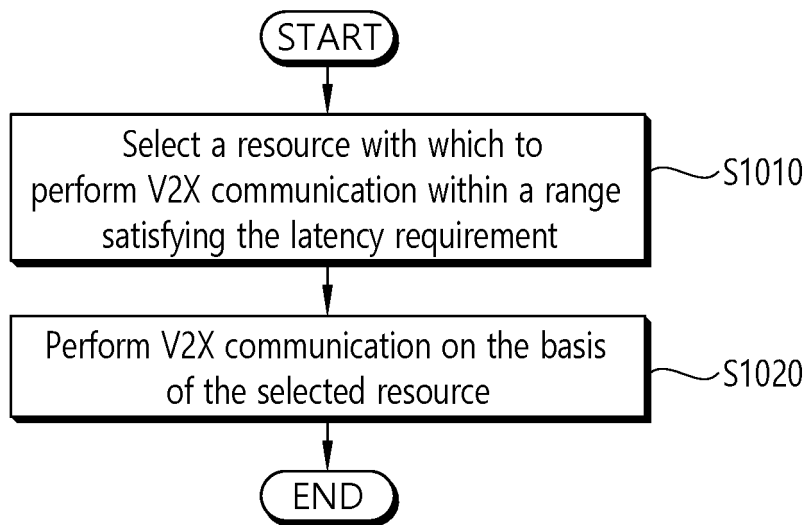 START
Select a resource with which to
perform V2X communication within a range
satisfying the latency requirement
S1010
Perform V2X communication on the basis
of the selected resource
S1020
END